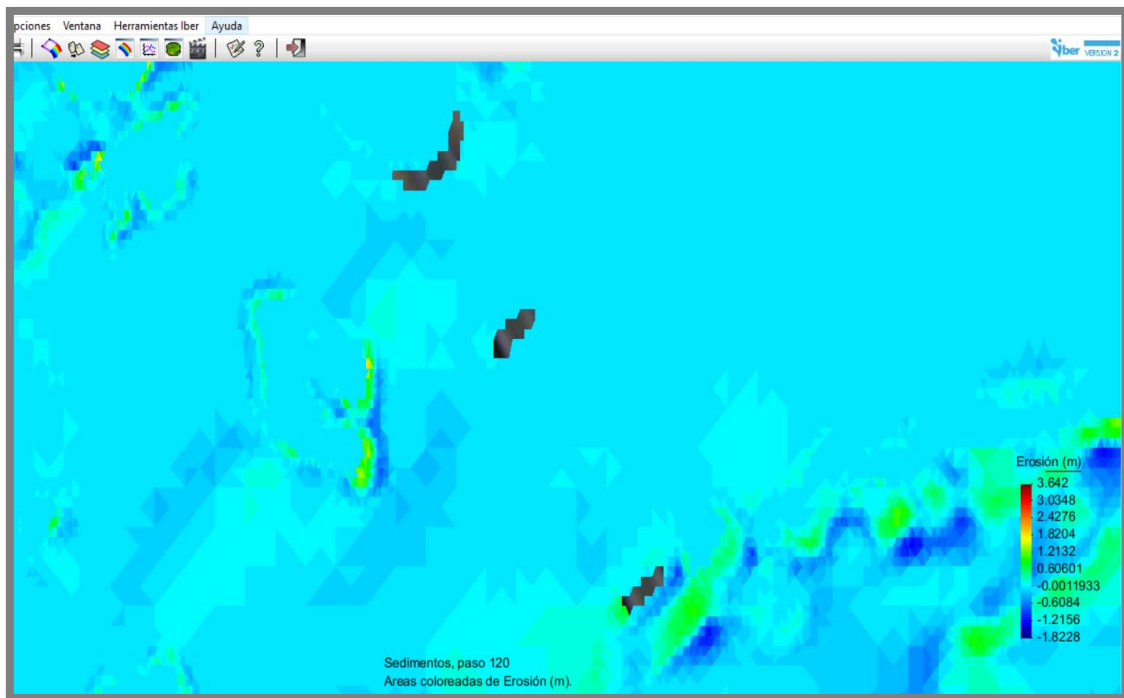 pciones Ventana Herramientas Iber Ayuda
Iber VERSION 2
Erosión (m)
3.642
3.0348
2.4276
1.8204
1.2132
0.60601
-0.0011933
-0.6084
-1.2156
-1.8228
Sedimentos, paso 120
Areas coloreadas de Erosión (m).